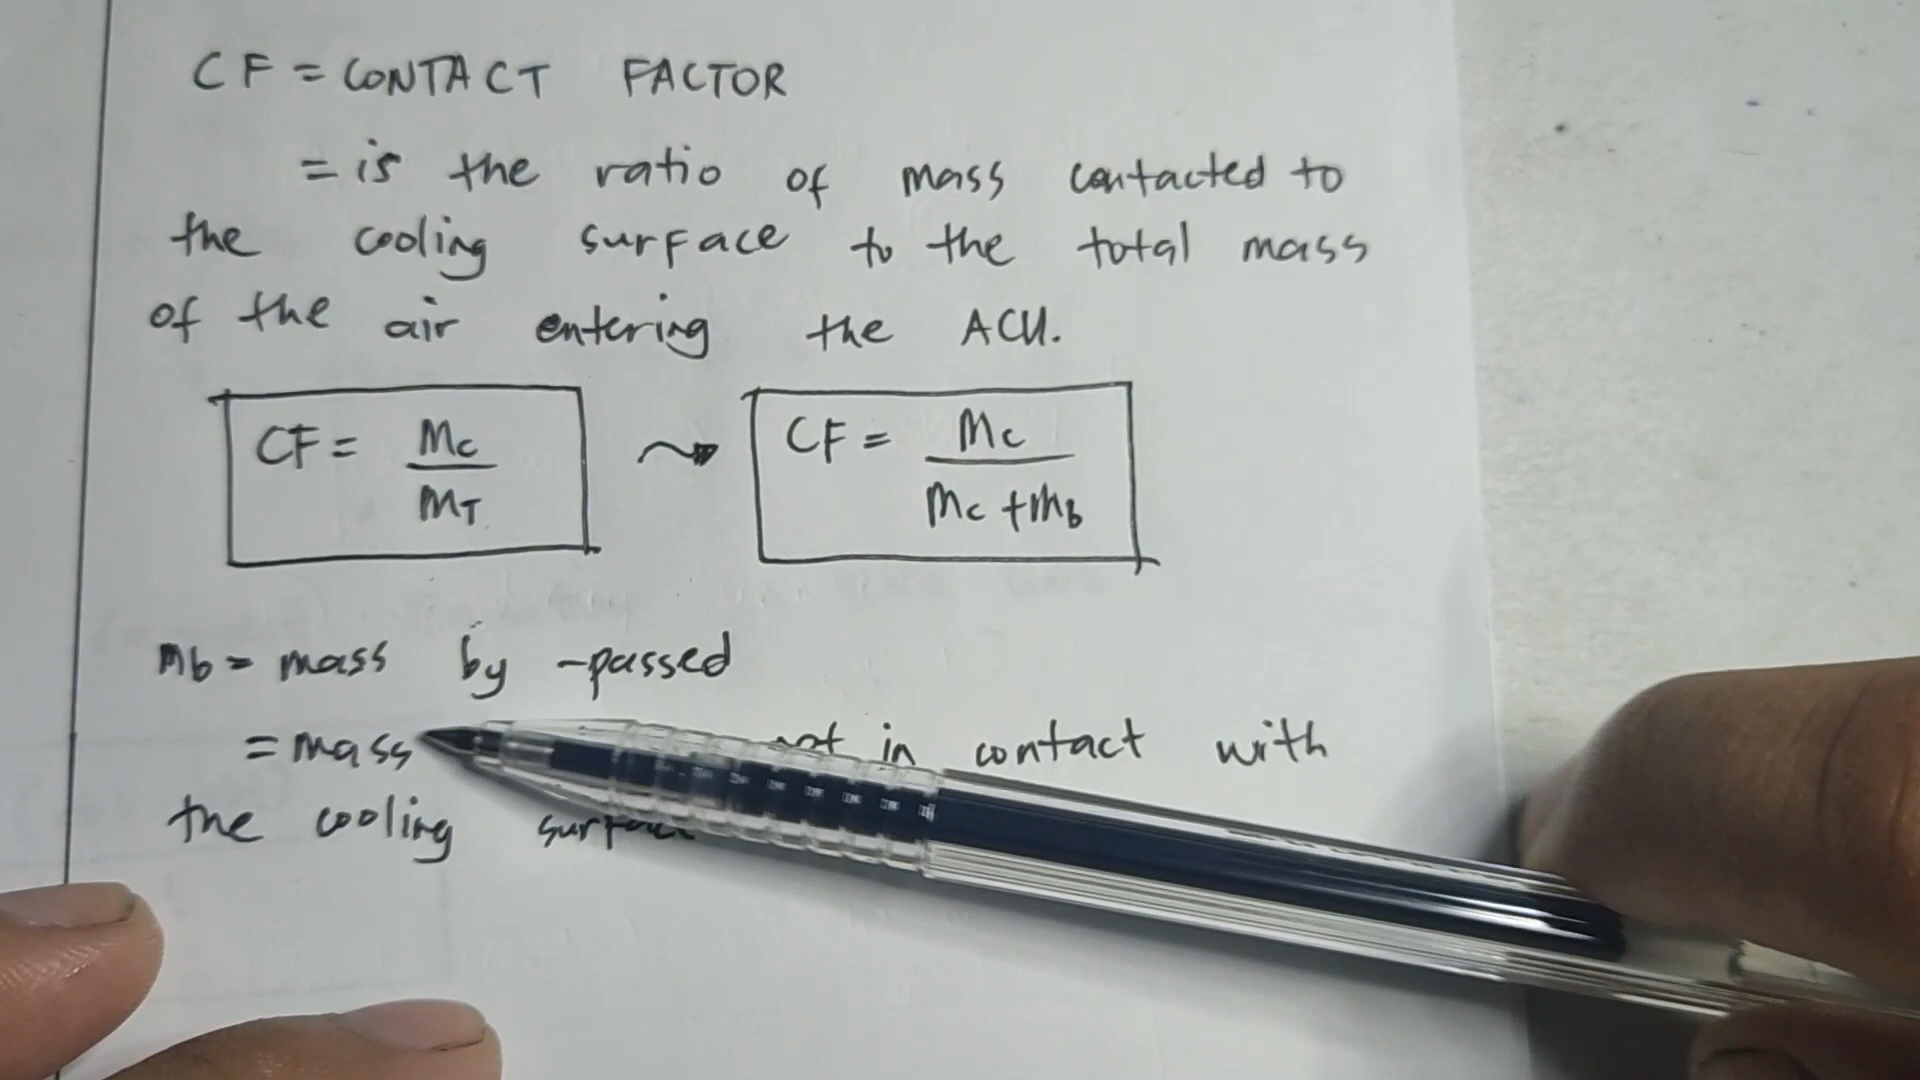 CF = CONTACT FACTOR
= is the ratio of mass contacted to
the cooling surface to the total mass
of the air entering the ACU.
CF = Mc / MT ⤳ CF = Mc / Mc + Mb
Mb = mass by-passed
= mass not in contact with
the cooling surface